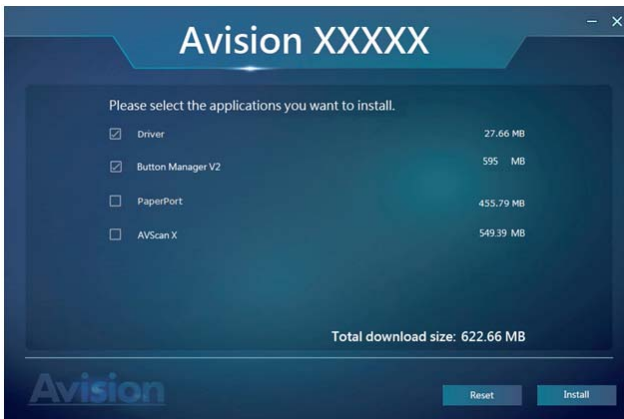 Avision XXXXX
Please select the applications you want to install.
Driver 27.66 MB
Button Manager V2 595 MB
PaperPort 455.79 MB
AVScan X 549.39 MB
Total download size: 622.66 MB
Avision
Reset Install